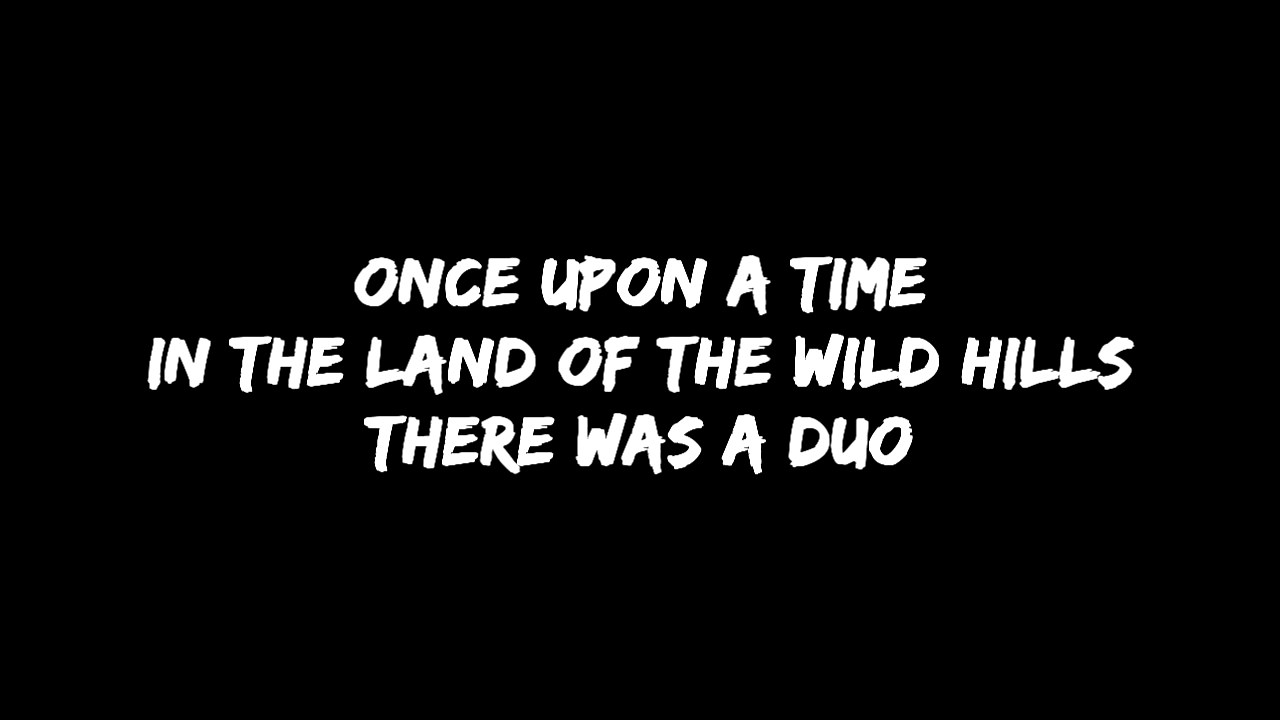 ONCE UPON A TIME
IN THE LAND OF THE WILD HILLS
THERE WAS A DUO